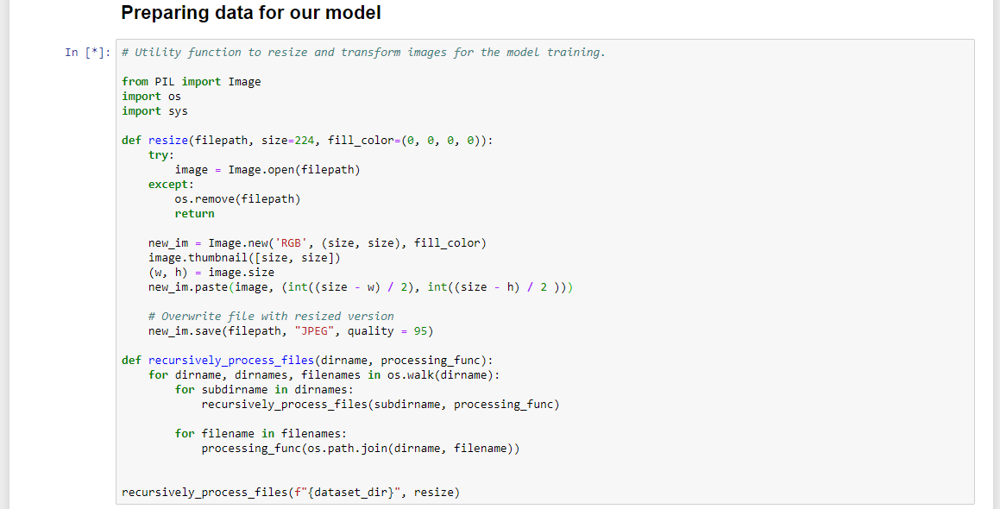 Preparing data for our model
In [*]: # Utility function to resize and transform images for the model training.
from PIL import Image
import os
import sys
def resize(filepath, size=224, fill_color=(0, 0, 0, 0)):
    try:
        image = Image.open(filepath)
    except:
        os.remove(filepath)
        return
    new_im = Image.new('RGB', (size, size), fill_color)
    image.thumbnail([size, size])
    (w, h) = image.size
    new_im.paste(image, (int((size - w) / 2), int((size - h) / 2 )))
    # Overwrite file with resized version
    new_im.save(filepath, "JPEG", quality = 95)
def recursively_process_files(dirname, processing_func):
    for dirname, dirnames, filenames in os.walk(dirname):
        for subdirname in dirnames:
            recursively_process_files(subdirname, processing_func)
        for filename in filenames:
            processing_func(os.path.join(dirname, filename))
recursively_process_files(f"{dataset_dir}", resize)